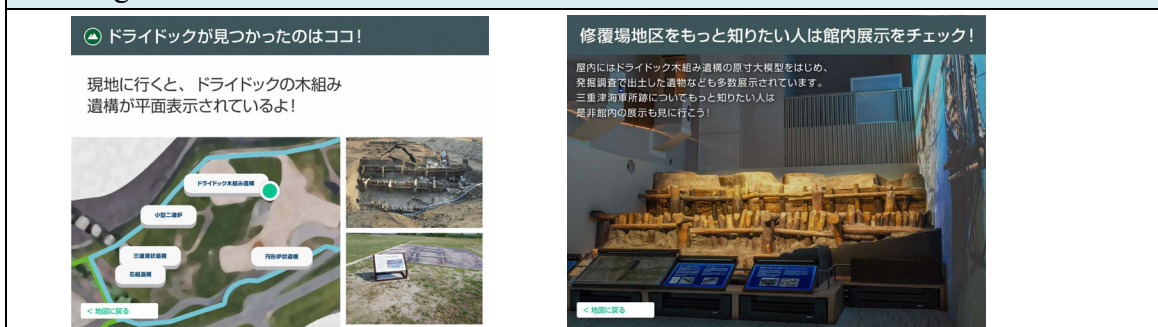 ドライドックが見つかったのはココ！
現地に行くと、ドライドックの木組み
遺構が平面表示されているよ！
ドライドック木組み遺構
小型二連炉
三連溝状遺構
石組遺構
円形炉状遺構
< 地図に戻る
修覆場地区をもっと知りたい人は館内展示をチェック！
屋内にはドライドック木組み遺構の原寸大模型をはじめ、
発掘調査で出土した遺物なども多数展示されています。
三重津海軍所跡についてもっと知りたい人は
是非館内の展示も見に行こう！
< 地図に戻る